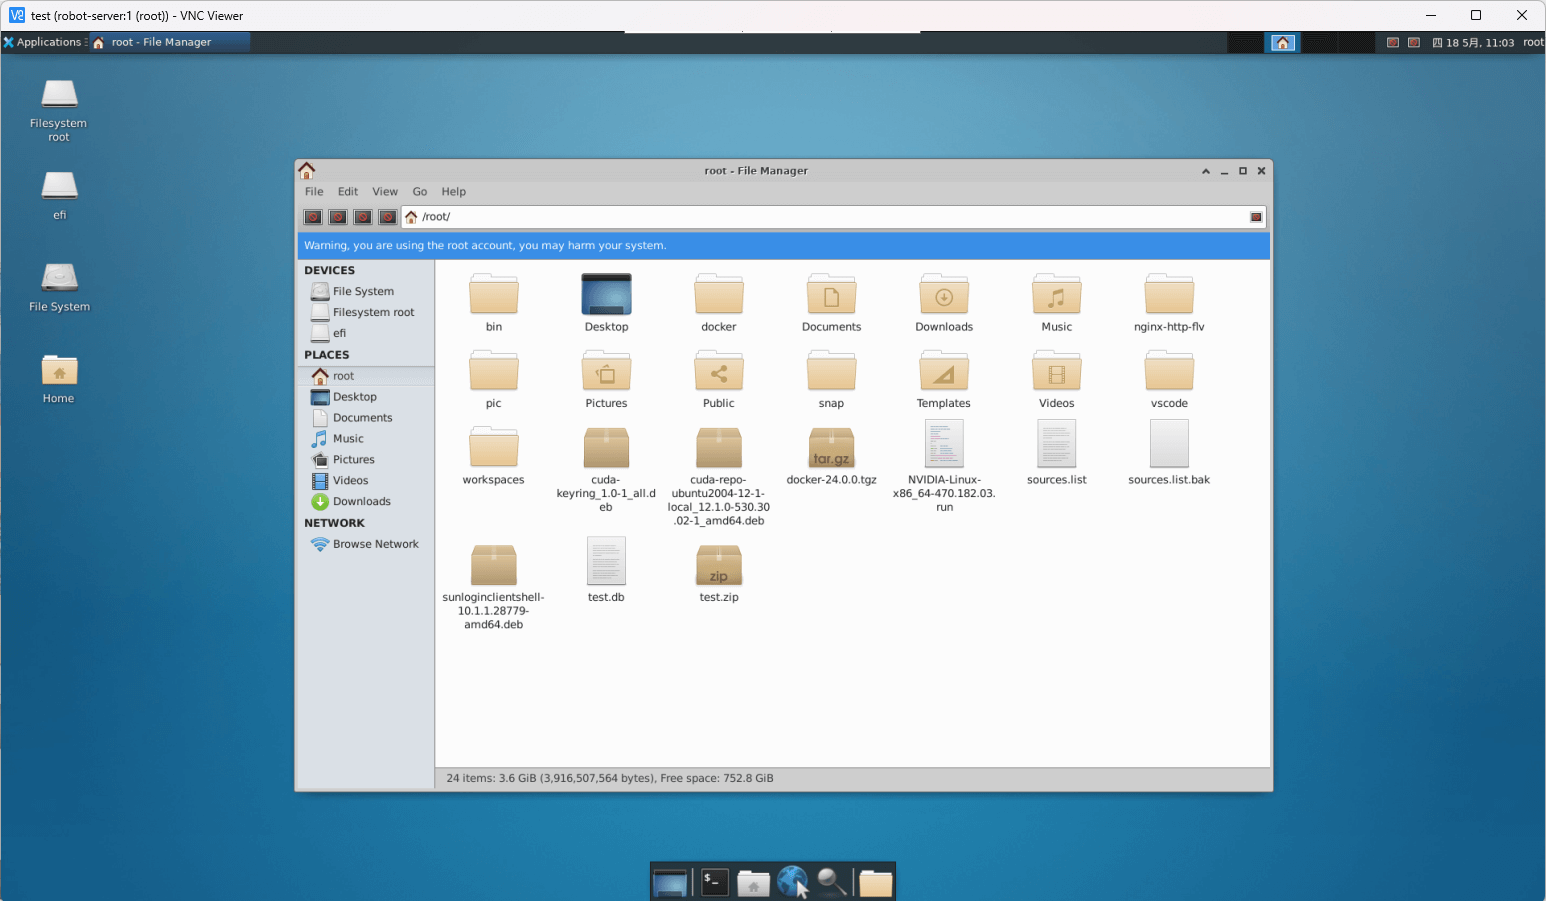 test (robot-server:1 (root)) - VNC Viewer
Applications
root - File Manager
四 18 5月, 11:03
root
Filesystem
root
efi
File System
Home
root - File Manager
File Edit View Go Help
/root/
Warning, you are using the root account, you may harm your system.
DEVICES
File System
Filesystem root
efi
PLACES
root
Desktop
Documents
Music
Pictures
Videos
Downloads
NETWORK
Browse Network
bin
Desktop
docker
Documents
Downloads
Music
nginx-http-flv
pic
Pictures
Public
snap
Templates
Videos
vscode
workspaces
cuda-
keyring_1.0-1_all.d
eb
cuda-repo-
ubuntu2004-12-1-
local_12.1.0-530.30
.02-1_amd64.deb
tar.gz
docker-24.0.0.tgz
NVIDIA-Linux-
x86_64-470.182.03.
run
sources.list
sources.list.bak
sunloginclientshell-
10.1.1.28779-
amd64.deb
test.db
zip
test.zip
24 items: 3.6 GiB (3,916,507,564 bytes), Free space: 752.8 GiB
$_